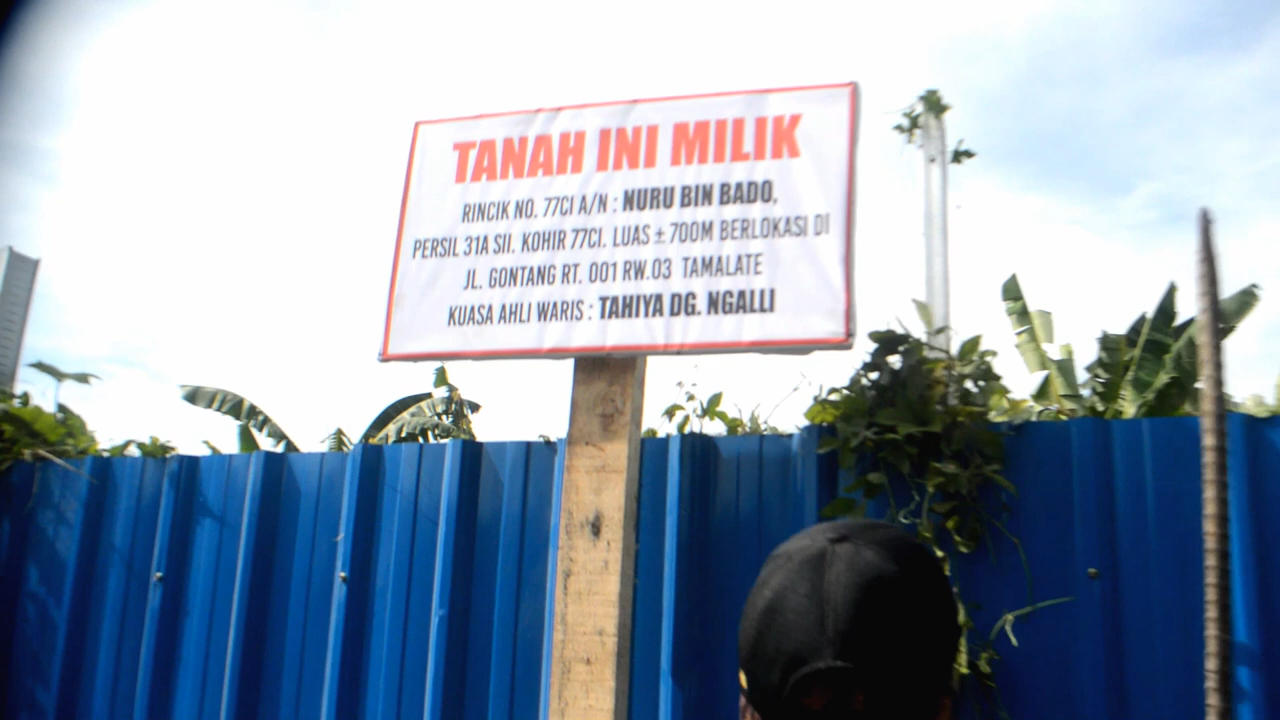 TANAH INI MILIK
RINCIK NO. 77CI A/N : NURU BIN BADO,
PERSIL 31A SII. KOHIR 77CI. LUAS ± 700M BERLOKASI DI
JL. GONTANG RT. 001 RW.03 TAMALATE
KUASA AHLI WARIS : TAHIYA DG. NGALLI